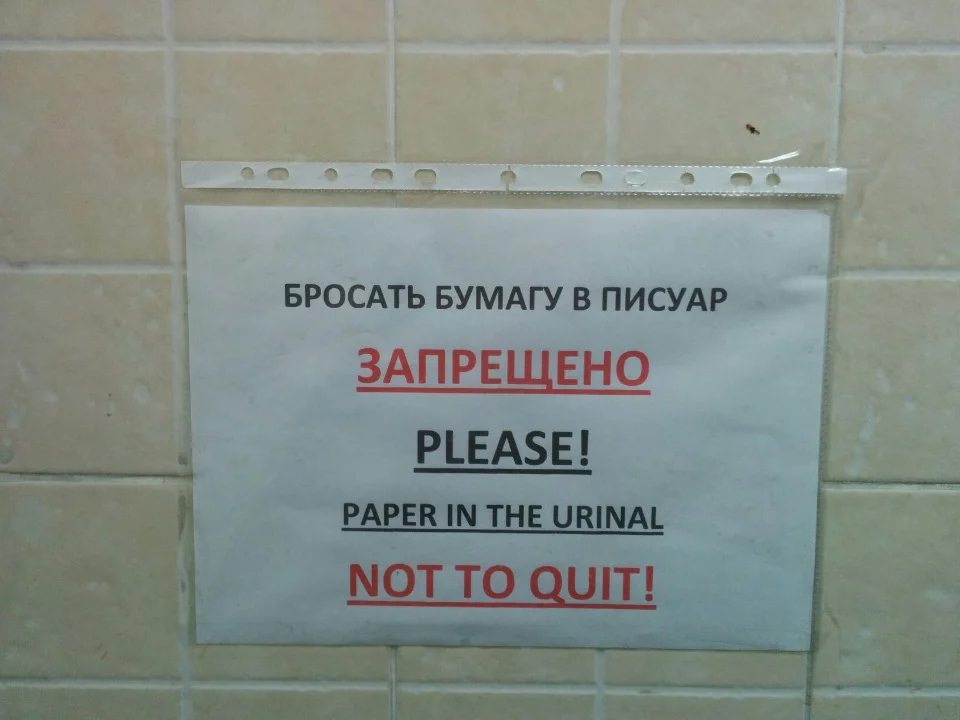 БРОСАТЬ БУМАГУ В ПИСУАР
ЗАПРЕЩЕНО
PLEASE!
PAPER IN THE URINAL
NOT TO QUIT!